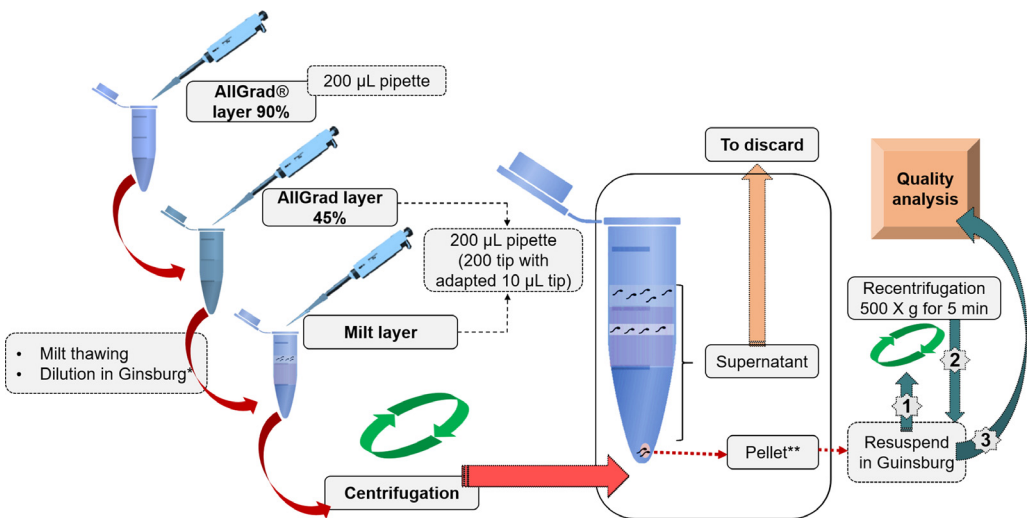 200 µL pipette
AllGrad®
layer 90%
AllGrad layer
45%
200 µL pipette
(200 tip with
adapted 10 µL tip)
Milt layer
• Milt thawing
• Dilution in Ginsburg*
Centrifugation
To discard
Supernatant
Pellet**
Quality
analysis
Recentrifugation
500 X g for 5 min
2
1
3
Resuspend
in Guinsburg